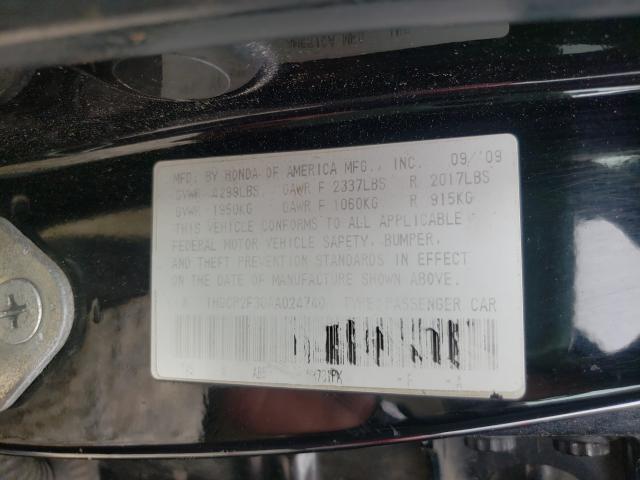 MFD. BY HONDA OF AMERICA MFG., INC. 09/'09
GVWR 4299LBS GAWR F 2337LBS R 2017LBS
GVWR 1950KG GAWR F 1060KG R 915KG
THIS VEHICLE CONFORMS TO ALL APPLICABLE
FEDERAL MOTOR VEHICLE SAFETY, BUMPER,
AND THEFT PREVENTION STANDARDS IN EFFECT
ON THE DATE OF MANUFACTURE SHOWN ABOVE.
TYPE: PASSENGER CAR